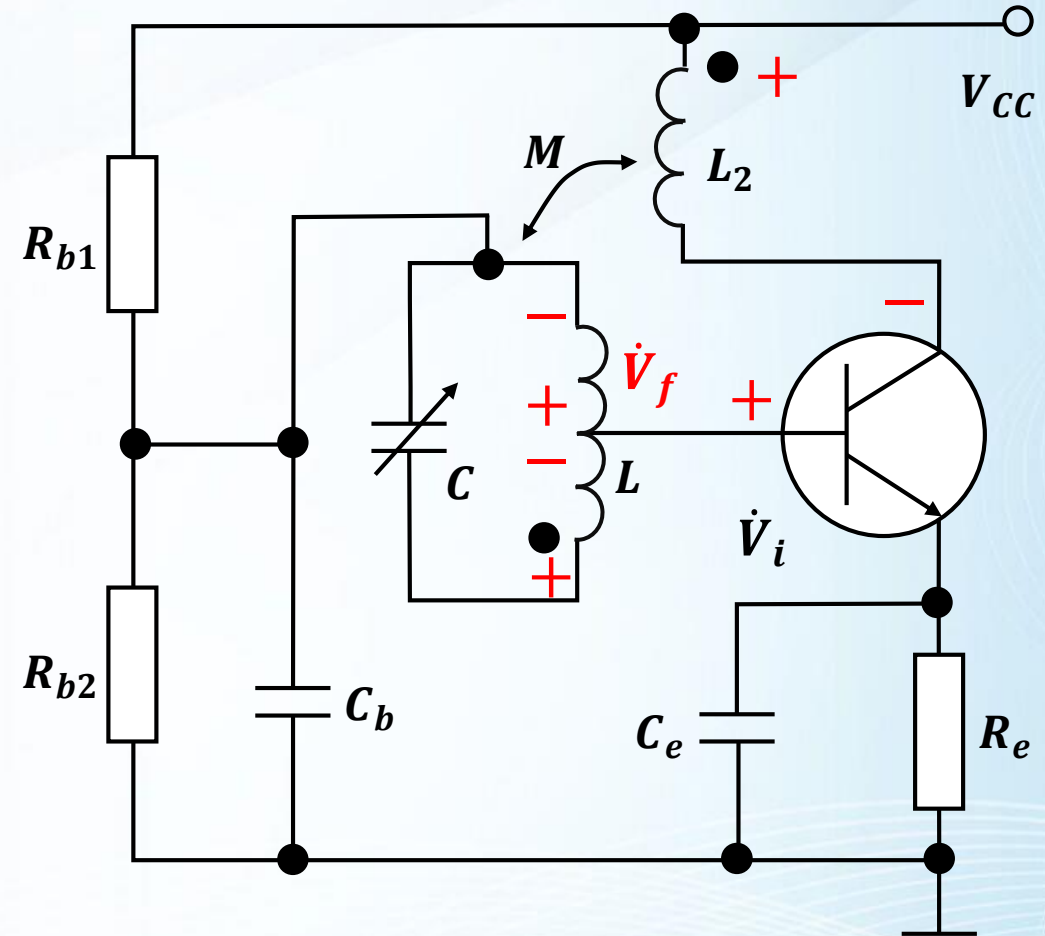 +
V_CC
M
L_2
R_b1
−
−
V̇_f
+
+
−
C
L
V̇_i
+
R_b2
C_b
C_e
R_e